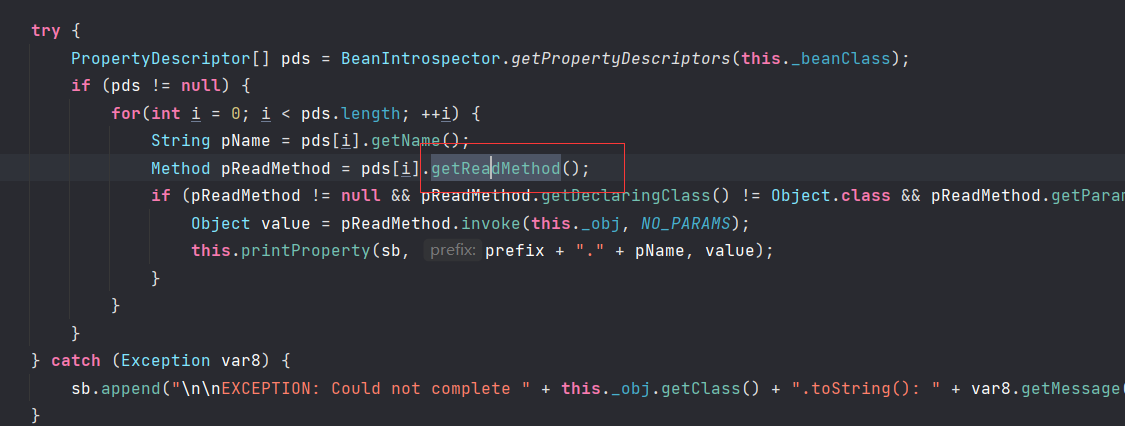 try {
PropertyDescriptor[] pds = BeanIntrospector.getPropertyDescriptors(this._beanClass);
if (pds != null) {
for(int i = 0; i < pds.length; ++i) {
String pName = pds[i].getName();
Method pReadMethod = pds[i].getReadMethod();
if (pReadMethod != null && pReadMethod.getDeclaringClass() != Object.class && pReadMethod.getParam
Object value = pReadMethod.invoke(this._obj, NO_PARAMS);
this.printProperty(sb, prefix: prefix + "." + pName, value);
}
}
}
} catch (Exception var8) {
sb.append("\n\nEXCEPTION: Could not complete " + this._obj.getClass() + ".toString(): " + var8.getMessage(
}